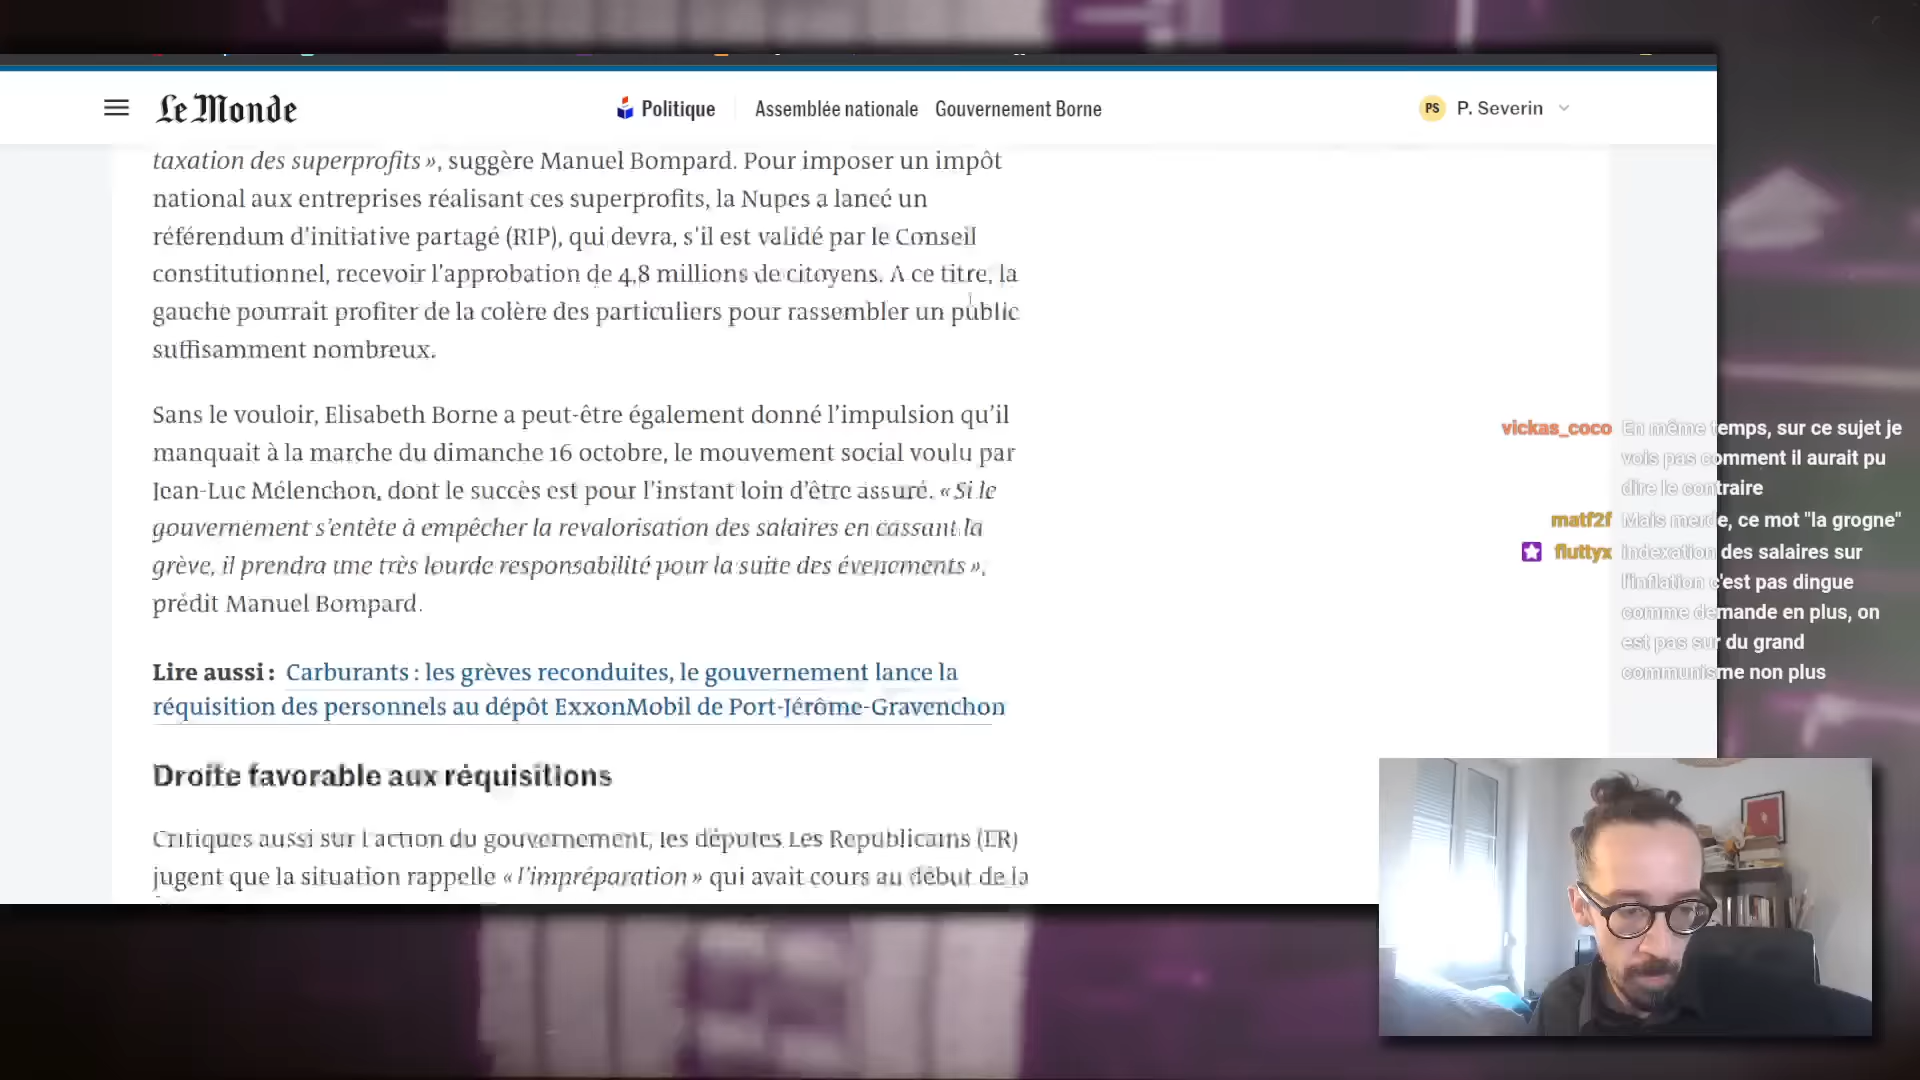 Le Monde
Politique
Assemblée nationale
Gouvernement Borne
PS
P. Severin
taxation des superprofits », suggère Manuel Bompard. Pour imposer un impôt
national aux entreprises réalisant ces superprofits, la Nupes a lancé un
référendum d'initiative partagé (RIP), qui devra, s'il est validé par le Conseil
constitutionnel, recevoir l'approbation de 4,8 millions de citoyens. A ce titre, la
gauche pourrait profiter de la colère des particuliers pour rassembler un public
suffisamment nombreux.
Sans le vouloir, Elisabeth Borne a peut-être également donné l'impulsion qu'il
manquait à la marche du dimanche 16 octobre, le mouvement social voulu par
Jean-Luc Mélenchon, dont le succès est pour l'instant loin d'être assuré. « Si le
gouvernement s'entête à empêcher la revalorisation des salaires en cassant la
grève, il prendra une très lourde responsabilité pour la suite des évenements »,
prédit Manuel Bompard.
Lire aussi : Carburants : les grèves reconduites, le gouvernement lance la
réquisition des personnels au dépôt ExxonMobil de Port-Jérôme-Gravenchon
Droite favorable aux réquisitions
Critiques aussi sur l'action du gouvernement, les députés Les Républicains (LR)
jugent que la situation rappelle « l'impréparation » qui avait cours au début de la
vickas_coco En même temps, sur ce sujet je
vois pas comment il aurait pu
dire le contraire
matf2f Mais merde, ce mot "la grogne"
fluttyx Indexation des salaires sur
l'inflation c'est pas dingue
comme demande en plus, on
est pas sur du grand
communisme non plus